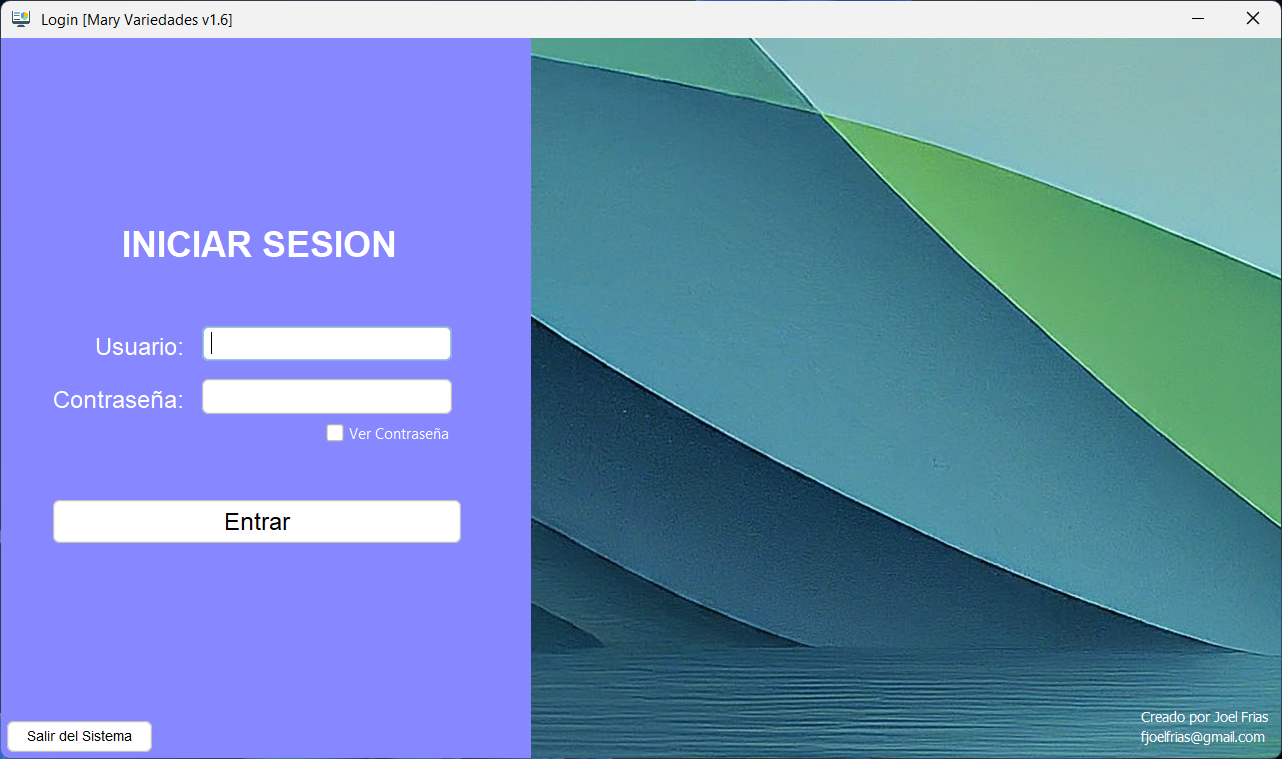 Login [Mary Variedades v1.6]
INICIAR SESION
Usuario:
Contraseña:
Ver Contraseña
Entrar
Salir del Sistema
Creado por Joel Frias
fjoelfrias@gmail.com